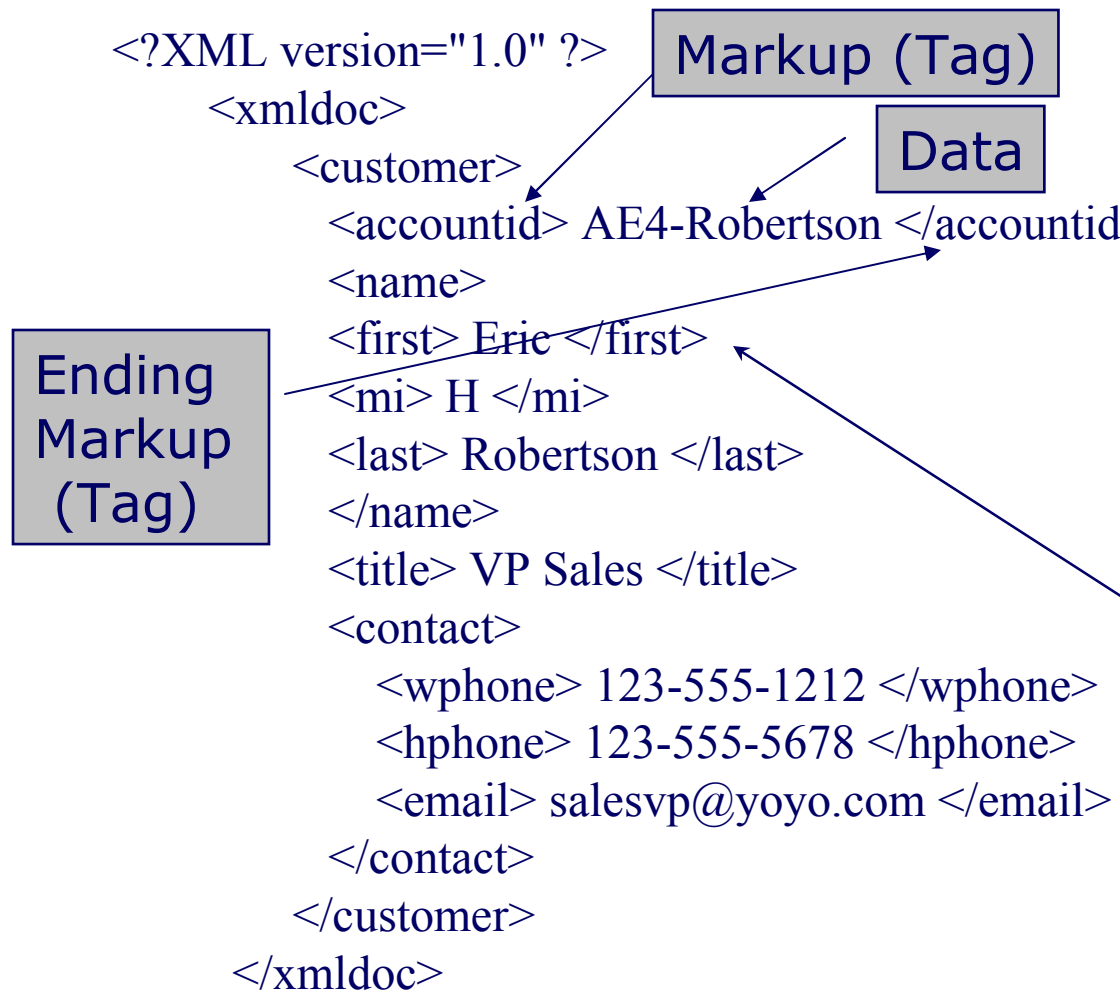 <?XML version="1.0" ?>
Markup (Tag)
<xmldoc>
Data
<customer>
<accountid> AE4-Robertson </accountid
<name>
<first> Eric </first>
Ending
Markup
(Tag)
<mi> H </mi>
<last> Robertson </last>
</name>
<title> VP Sales </title>
<contact>
<wphone> 123-555-1212 </wphone>
<hphone> 123-555-5678 </hphone>
<email> salesvp@yoyo.com </email>
</contact>
</customer>
</xmldoc>